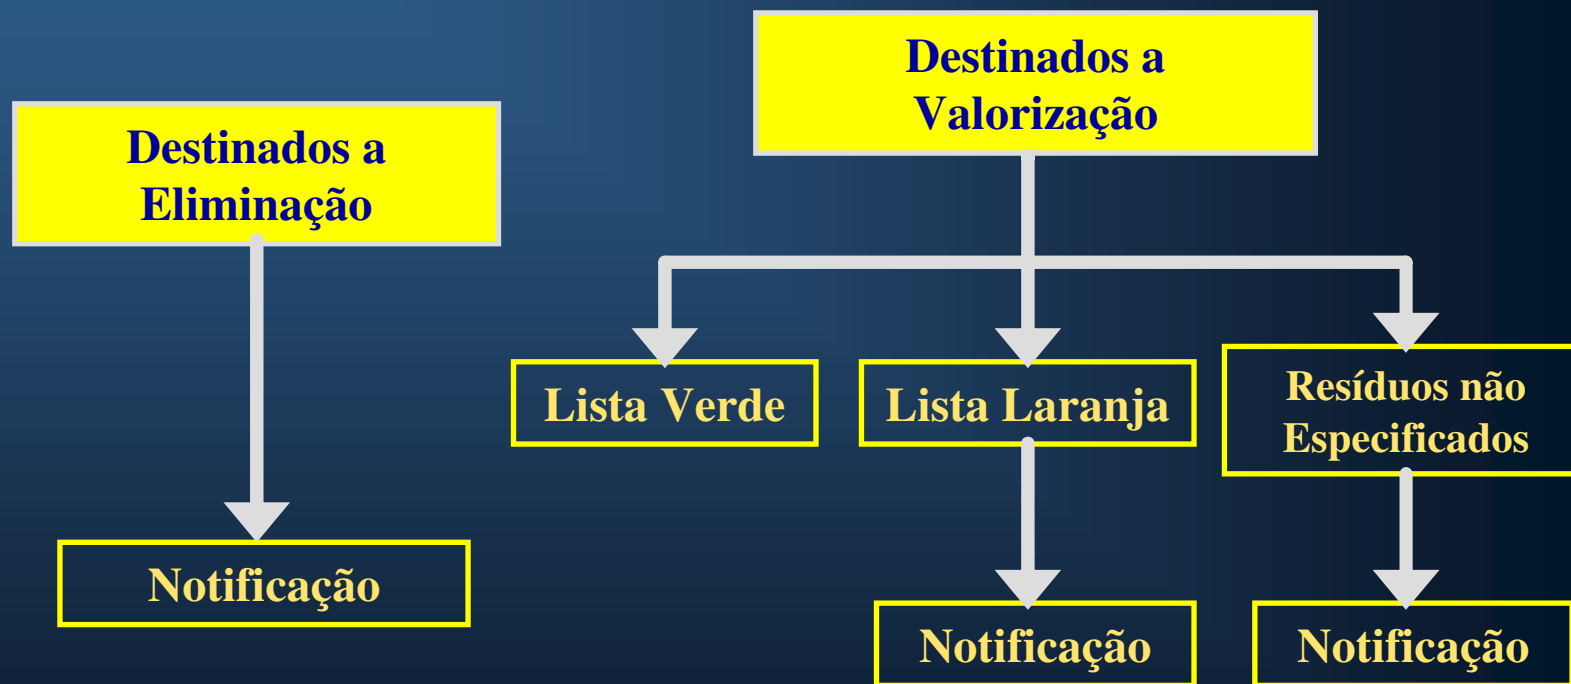 Destinados a
Valorização
Destinados a
Eliminação
Lista Verde
Lista Laranja
Resíduos não
Especificados
Notificação
Notificação
Notificação